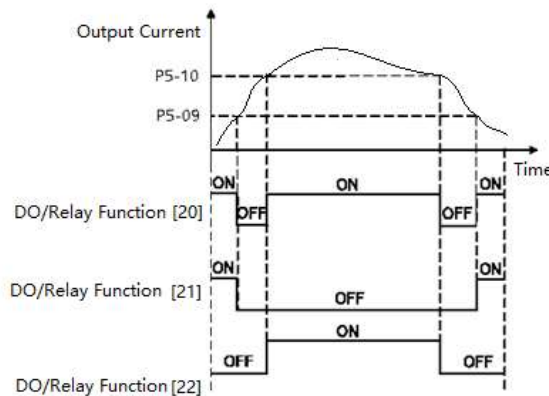 Output Current
P5-10
P5-09
Time
ON ON ON
DO/Relay Function [20] OFF OFF
ON ON
DO/Relay Function [21] OFF
ON
OFF OFF
DO/Relay Function [22]